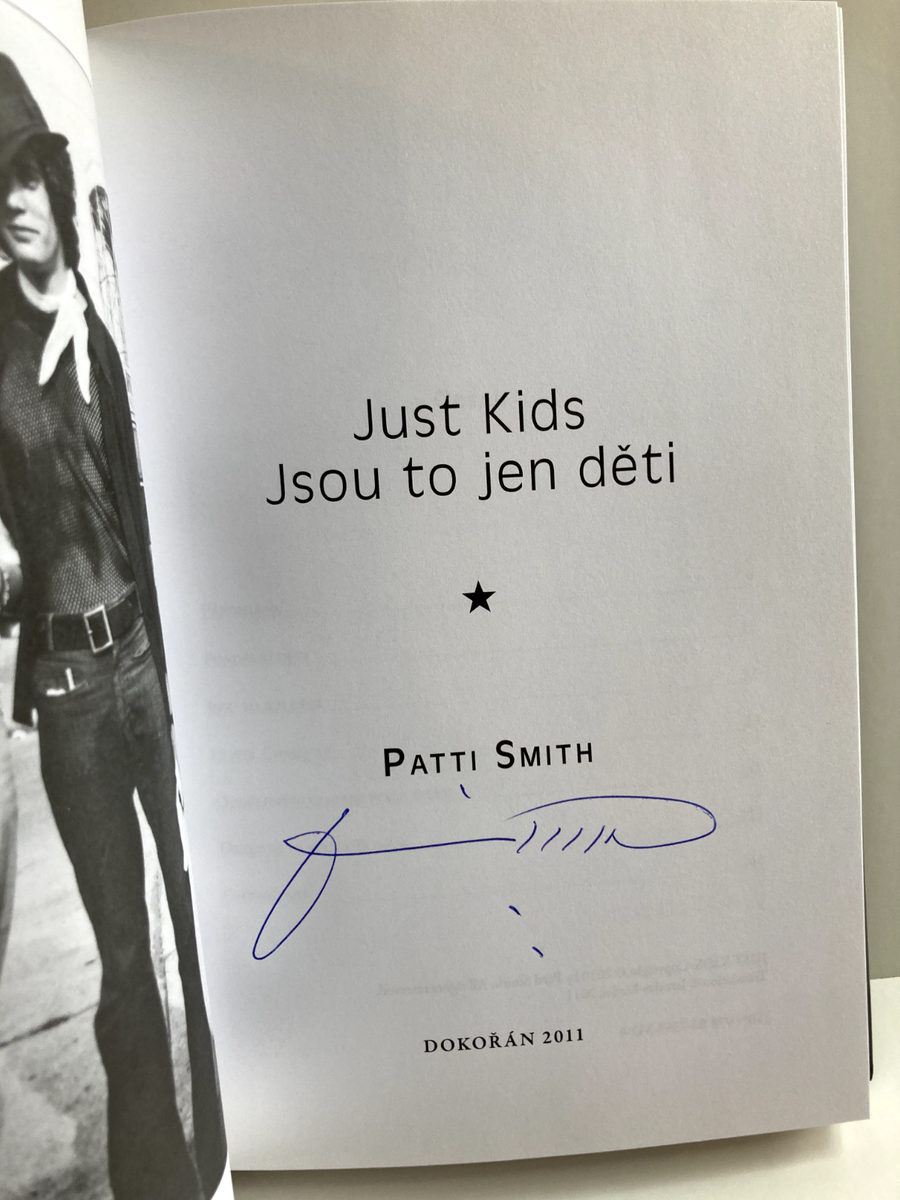 Just Kids
Jsou to jen děti
PATTI SMITH
DOKOŘÁN 2011